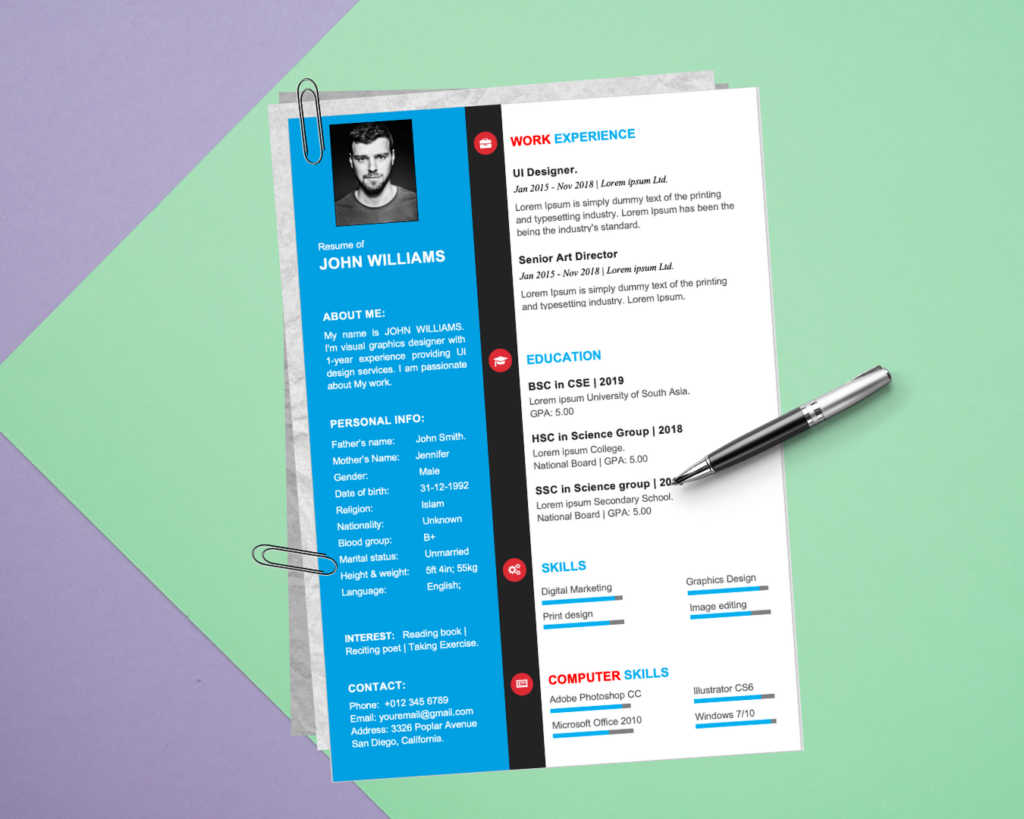 Resume of
JOHN WILLIAMS
ABOUT ME:
My name is JOHN WILLIAMS.
I'm visual graphics designer with
1-year experience providing UI
design services. I am passionate
about My work.
PERSONAL INFO:
Father's name: John Smith.
Mother's Name: Jennifer
Gender: Male
Date of birth: 31-12-1992
Religion: Islam
Nationality: Unknown
Blood group: B+
Marital status: Unmarried
Height & weight: 5ft 4in; 55kg
Language: English;
INTEREST: Reading book |
Reciting poet | Taking Exercise.
CONTACT:
Phone: +012 345 6789
Email: youremail@gmail.com
Address: 3326 Poplar Avenue
San Diego, California.
WORK EXPERIENCE
UI Designer.
Jan 2015 - Nov 2018 | Lorem ipsum Ltd.
Lorem Ipsum is simply dummy text of the printing
and typesetting industry. Lorem Ipsum has been the
being the industry's standard.
Senior Art Director
Jan 2015 - Nov 2018 | Lorem ipsum Ltd.
Lorem Ipsum is simply dummy text of the printing
and typesetting industry. Lorem Ipsum.
EDUCATION
BSC in CSE | 2019
Lorem ipsum University of South Asia.
GPA: 5.00
HSC in Science Group | 2018
Lorem ipsum College.
National Board | GPA: 5.00
SSC in Science group |
Lorem ipsum Secondary School.
National Board | GPA: 5.00
SKILLS
Digital Marketing
Graphics Design
Print design
Image editing
COMPUTER SKILLS
Adobe Photoshop CC
Illustrator CS6
Microsoft Office 2010
Windows 7/10